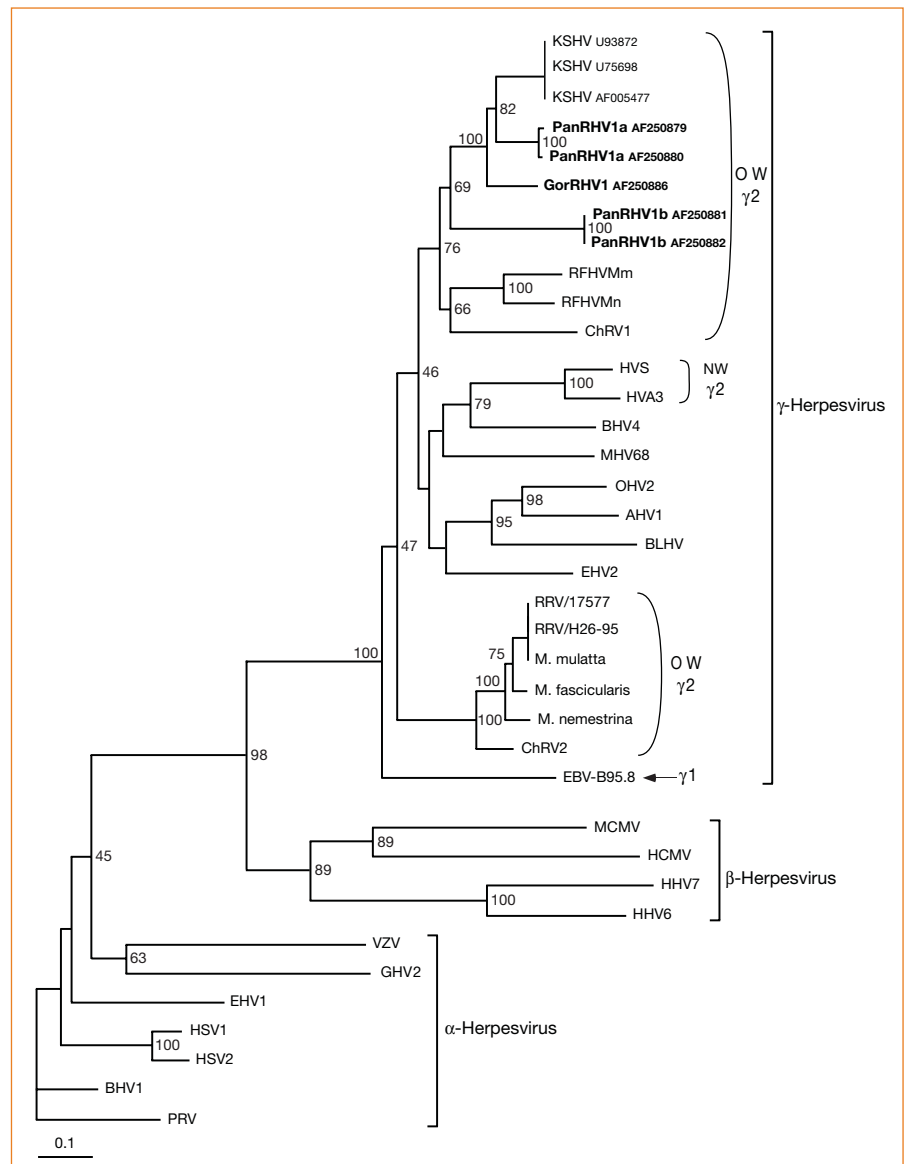 KSHV U93872
KSHV U75698
KSHV AF005477
82
PanRHV1a AF250879
100
PanRHV1a AF250880
100
O W
γ2
GorRHV1 AF250886
69
PanRHV1b AF250881
100
PanRHV1b AF250882
76
RFHVMm
100
RFHVMn
66
ChRV1
HVS
NW
γ2
100
46
HVA3
79
γ-Herpesvirus
BHV4
MHV68
OHV2
98
AHV1
95
BLHV
47
EHV2
RRV/17577
RRV/H26-95
75
M. mulatta
100
O W
γ2
100
M. fascicularis
100
M. nemestrina
ChRV2
98
EBV-B95.8
γ1
MCMV
89
HCMV
45
89
β-Herpesvirus
HHV7
100
HHV6
VZV
63
GHV2
EHV1
α-Herpesvirus
HSV1
100
HSV2
BHV1
PRV
0.1